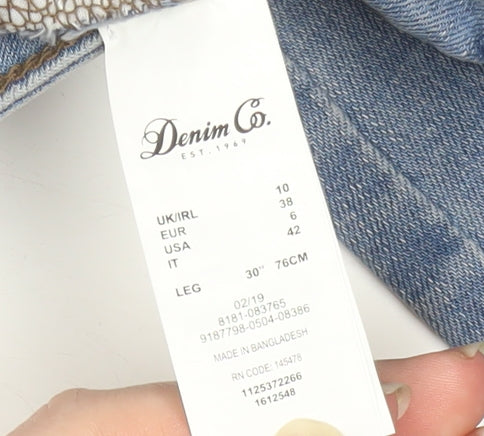 Denim Co.
EST. 1969
UK/IRL 10
EUR 38
USA 6
IT 42
LEG 30" 76CM
02/19
8181-083765
9187798-0504-08386
MADE IN BANGLADESH
RN CODE: 145478
1125372266
1612548